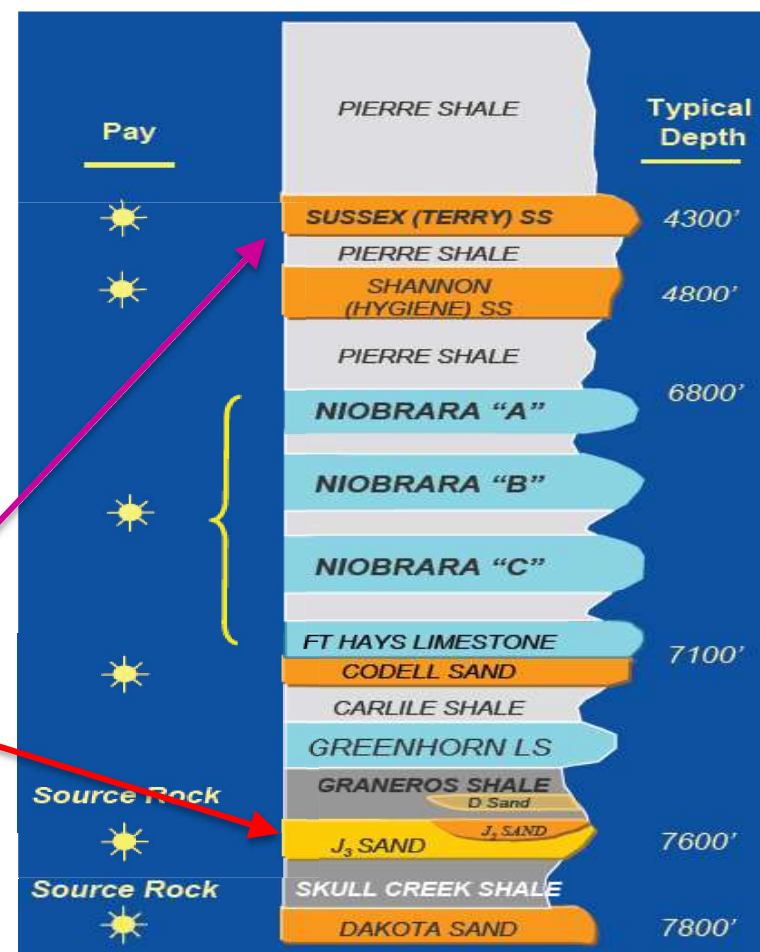 Pay
Typical
Depth
PIERRE SHALE
SUSSEX (TERRY) SS
4300’
PIERRE SHALE
SHANNON
(HYGIENE) SS
4800’
PIERRE SHALE
6800’
NIOBRARA “A”
NIOBRARA “B”
NIOBRARA “C”
FT HAYS LIMESTONE
7100’
CODELL SAND
CARLILE SHALE
GREENHORN LS
GRANEROS SHALE
Source Rock
D Sand
J₂ SAND
J₃ SAND
7600’
Source Rock
SKULL CREEK SHALE
DAKOTA SAND
7800’